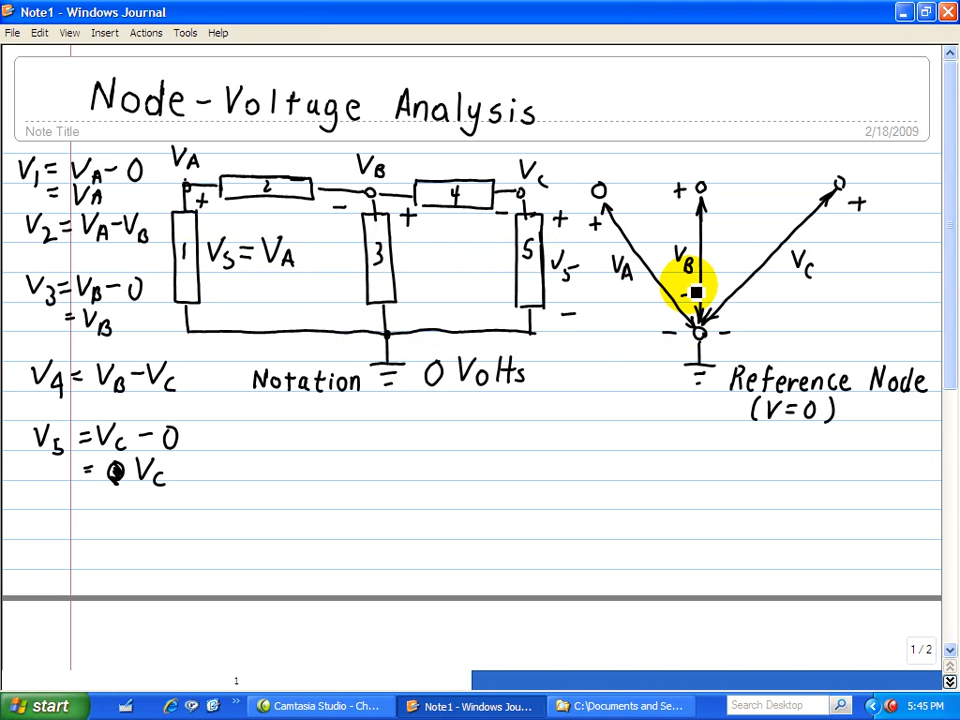 Note1 - Windows Journal
File Edit View Insert Actions Tools Help
Node-Voltage Analysis
Note Title
2/18/2009
V1 = VA - 0
= VA
V2 = VA - VB
V3 = VB - 0
= VB
V4 = VB - VC
V5 = VC - 0
= VC
VA VB VC
+ 2 - + 4 -
1 VS = VA 3 5 + V5 -
Notation 0 Volts
+ + +
VA VB VC
- - -
Reference Node
(V=0)
1 / 2
1
start Camtasia Studio - Ch... Note1 - Windows Jou... C:\Documents and Se... Search Desktop 5:45 PM